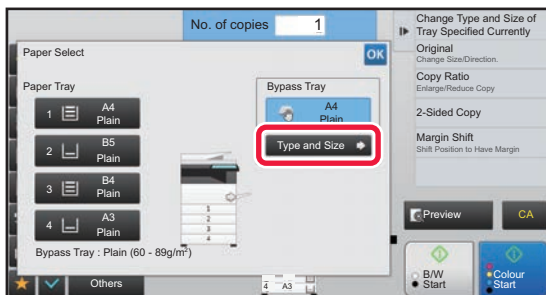 No. of copies 1
Paper Select
OK
Paper Tray
1 A4 Plain
2 B5 Plain
3 B4 Plain
4 A3 Plain
Bypass Tray
A4
Plain
Type and Size
1
2
3
4
Bypass Tray : Plain (60 - 89g/m²)
Others
4 A3
Change Type and Size of
Tray Specified Currently
Original
Change Size/Direction.
Copy Ratio
Enlarge/Reduce Copy
2-Sided Copy
Margin Shift
Shift Position to Have Margin
Preview
CA
B/W
Start
Colour
Start